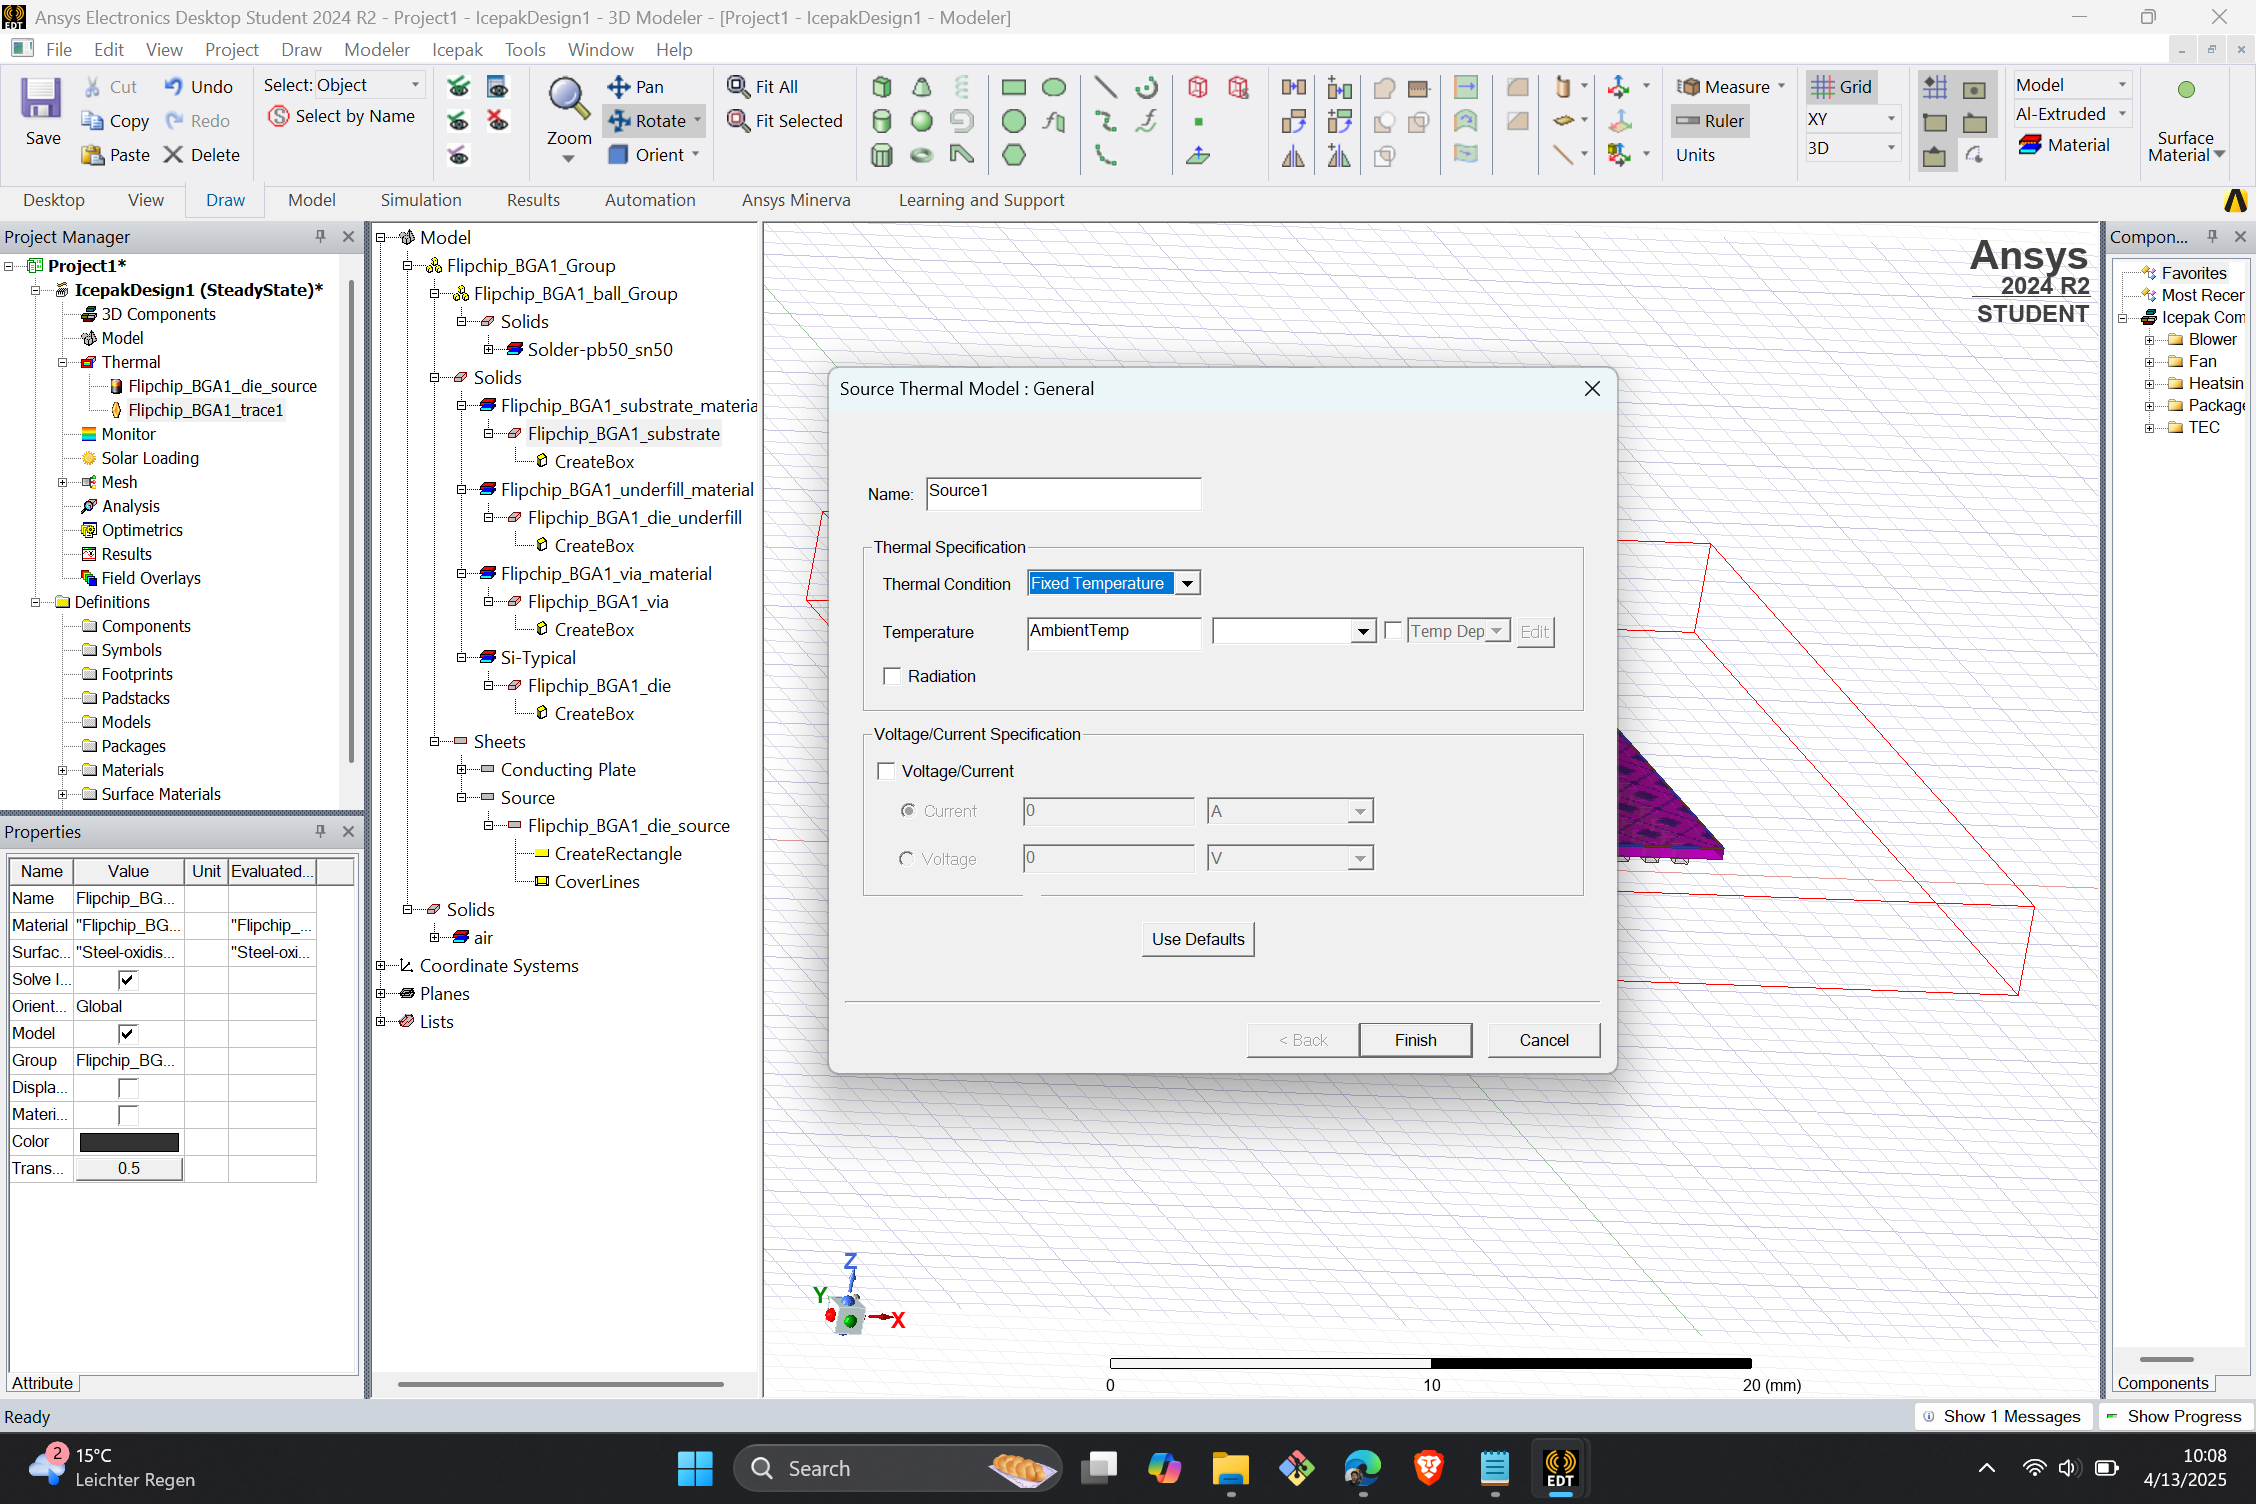 Ansys Electronics Desktop Student 2024 R2 - Project1 - IcepakDesign1 - 3D Modeler - [Project1 - IcepakDesign1 - Modeler]
File Edit View Project Draw Modeler Icepak Tools Window Help
Save
Cut
Copy
Paste
Undo
Redo
Delete
Select: Object
Select by Name
Zoom
Pan
Rotate
Orient
Fit All
Fit Selected
Measure
Ruler
Units
Grid
XY
3D
Model
Al-Extruded
Material
Surface
Material
Desktop View Draw Model Simulation Results Automation Ansys Minerva Learning and Support
Project Manager
Project1*
IcepakDesign1 (SteadyState)*
3D Components
Model
Thermal
Flipchip_BGA1_die_source
Flipchip_BGA1_trace1
Monitor
Solar Loading
Mesh
Analysis
Optimetrics
Results
Field Overlays
Definitions
Components
Symbols
Footprints
Padstacks
Models
Packages
Materials
Surface Materials
Properties
Name Value Unit Evaluated...
Name Flipchip_BG...
Material "Flipchip_BG... "Flipchip_...
Surfac... "Steel-oxidis... "Steel-oxi...
Solve I...
Orient... Global
Model
Group Flipchip_BG...
Displa...
Materi...
Color
Trans... 0.5
Attribute
Model
Flipchip_BGA1_Group
Flipchip_BGA1_ball_Group
Solids
Solder-pb50_sn50
Solids
Flipchip_BGA1_substrate_materia
Flipchip_BGA1_substrate
CreateBox
Flipchip_BGA1_underfill_material
Flipchip_BGA1_die_underfill
CreateBox
Flipchip_BGA1_via_material
Flipchip_BGA1_via
CreateBox
Si-Typical
Flipchip_BGA1_die
CreateBox
Sheets
Conducting Plate
Source
Flipchip_BGA1_die_source
CreateRectangle
CoverLines
Solids
air
Coordinate Systems
Planes
Lists
Ansys
2024 R2
STUDENT
Source Thermal Model : General
Name: Source1
Thermal Specification
Thermal Condition Fixed Temperature
Temperature AmbientTemp Temp Dep Edit
Radiation
Voltage/Current Specification
Voltage/Current
Current 0 A
Voltage 0 V
Use Defaults
< Back Finish Cancel
Z
Y
X
0 10 20 (mm)
Compon...
Favorites
Most Recer
Icepak Com
Blower
Fan
Heatsin
Package
TEC
Components
Ready
Show 1 Messages
Show Progress
2
15°C
Leichter Regen
Search
EDT
10:08
4/13/2025